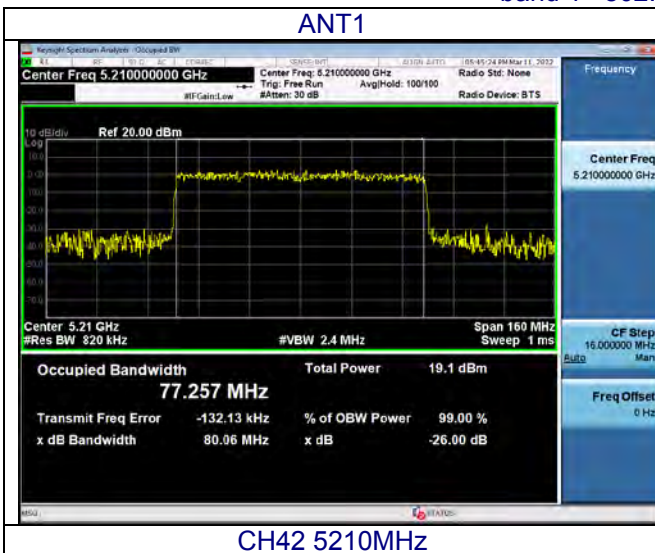 ANT1
Keysight Spectrum Analyzer - Occupied BW
Center Freq 5.210000000 GHz
Center Freq: 5.210000000 GHz
Radio Std: None
Trig: Free Run
Avg|Hold: 100/100
#IFGain:Low
#Atten: 30 dB
Radio Device: BTS
Frequency
10 dB/div
Ref 20.00 dBm
Log
Center Freq
5.210000000 GHz
Center 5.21 GHz
Span 160 MHz
#Res BW 820 kHz
#VBW 2.4 MHz
Sweep 1 ms
CF Step
16.000000 MHz
Auto
Man
Occupied Bandwidth
Total Power
19.1 dBm
77.257 MHz
Freq Offset
0 Hz
Transmit Freq Error
-132.13 kHz
% of OBW Power
99.00 %
x dB Bandwidth
80.06 MHz
x dB
-26.00 dB
MSG
STATUS
CH42 5210MHz